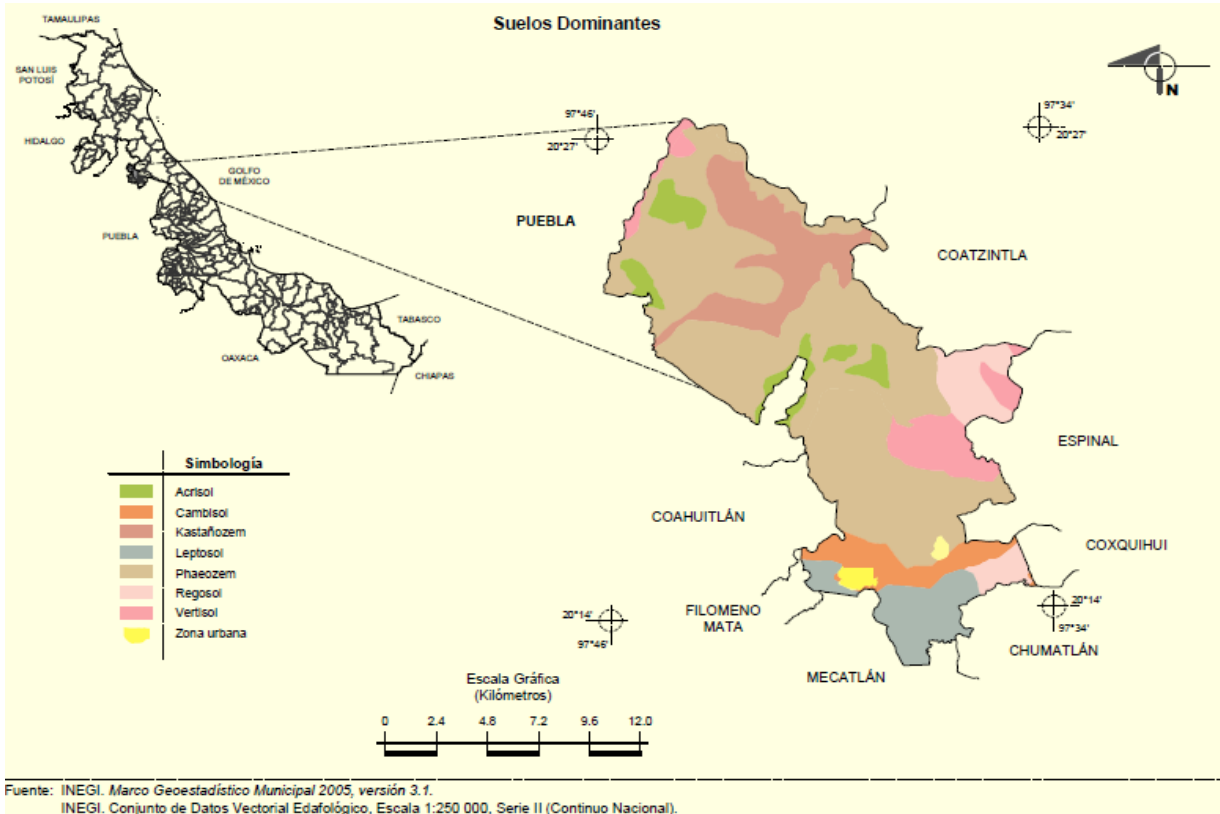 Suelos Dominantes
TAMAULIPAS
SAN LUIS
POTOSÍ
HIDALGO
GOLFO
DE MÉXICO
PUEBLA
TABASCO
OAXACA
CHIAPAS
N
97°46'
20°27'
97°34'
20°27'
PUEBLA
COATZINTLA
ESPINAL
COAHUITLÁN
COXQUIHUI
FILOMENO
MATA
MECATLÁN
CHUMATLÁN
20°14'
97°46'
20°14'
97°34'
Simbología
Acrisol
Cambisol
Kastañozem
Leptosol
Phaeozem
Regosol
Vertisol
Zona urbana
Escala Gráfica
(Kilómetros)
0 2.4 4.8 7.2 9.6 12.0
Fuente: INEGI. Marco Geoestadístico Municipal 2005, versión 3.1.
INEGI. Conjunto de Datos Vectorial Edafológico, Escala 1:250 000, Serie II (Continuo Nacional).